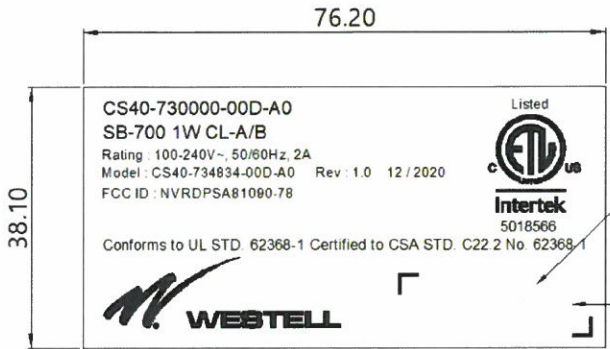 76.20
38.10
CS40-730000-00D-A0
SB-700 1W CL-A/B
Rating : 100-240V~, 50/60Hz, 2A
Model : CS40-734834-00D-A0 Rev : 1.0 12 / 2020
FCC ID : NVRDPSA81090-78
Listed
ETL
C US
Intertek
5018566
Conforms to UL STD. 62368-1 Certified to CSA STD. C22.2 No. 62368-1
WESTELL